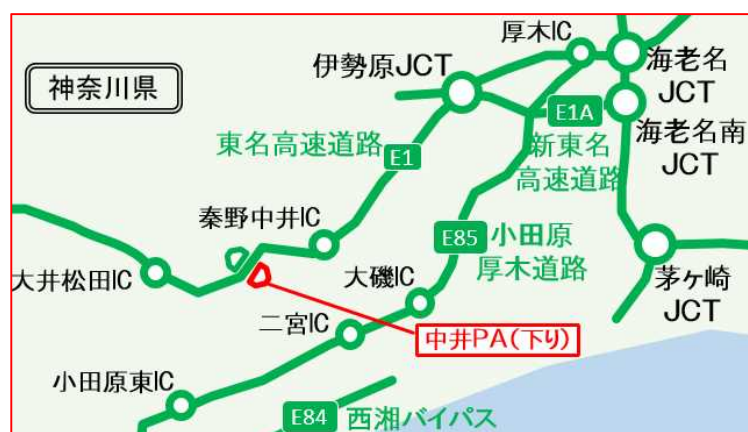 神奈川県
厚木IC
伊勢原JCT
海老名
JCT
E1A
東名高速道路
E1
新東名
高速道路
海老名南
JCT
秦野中井IC
E85
小田原
厚木道路
大井松田IC
大磯IC
茅ヶ崎
JCT
二宮IC
中井PA(下り)
小田原東IC
E84
西湘バイパス